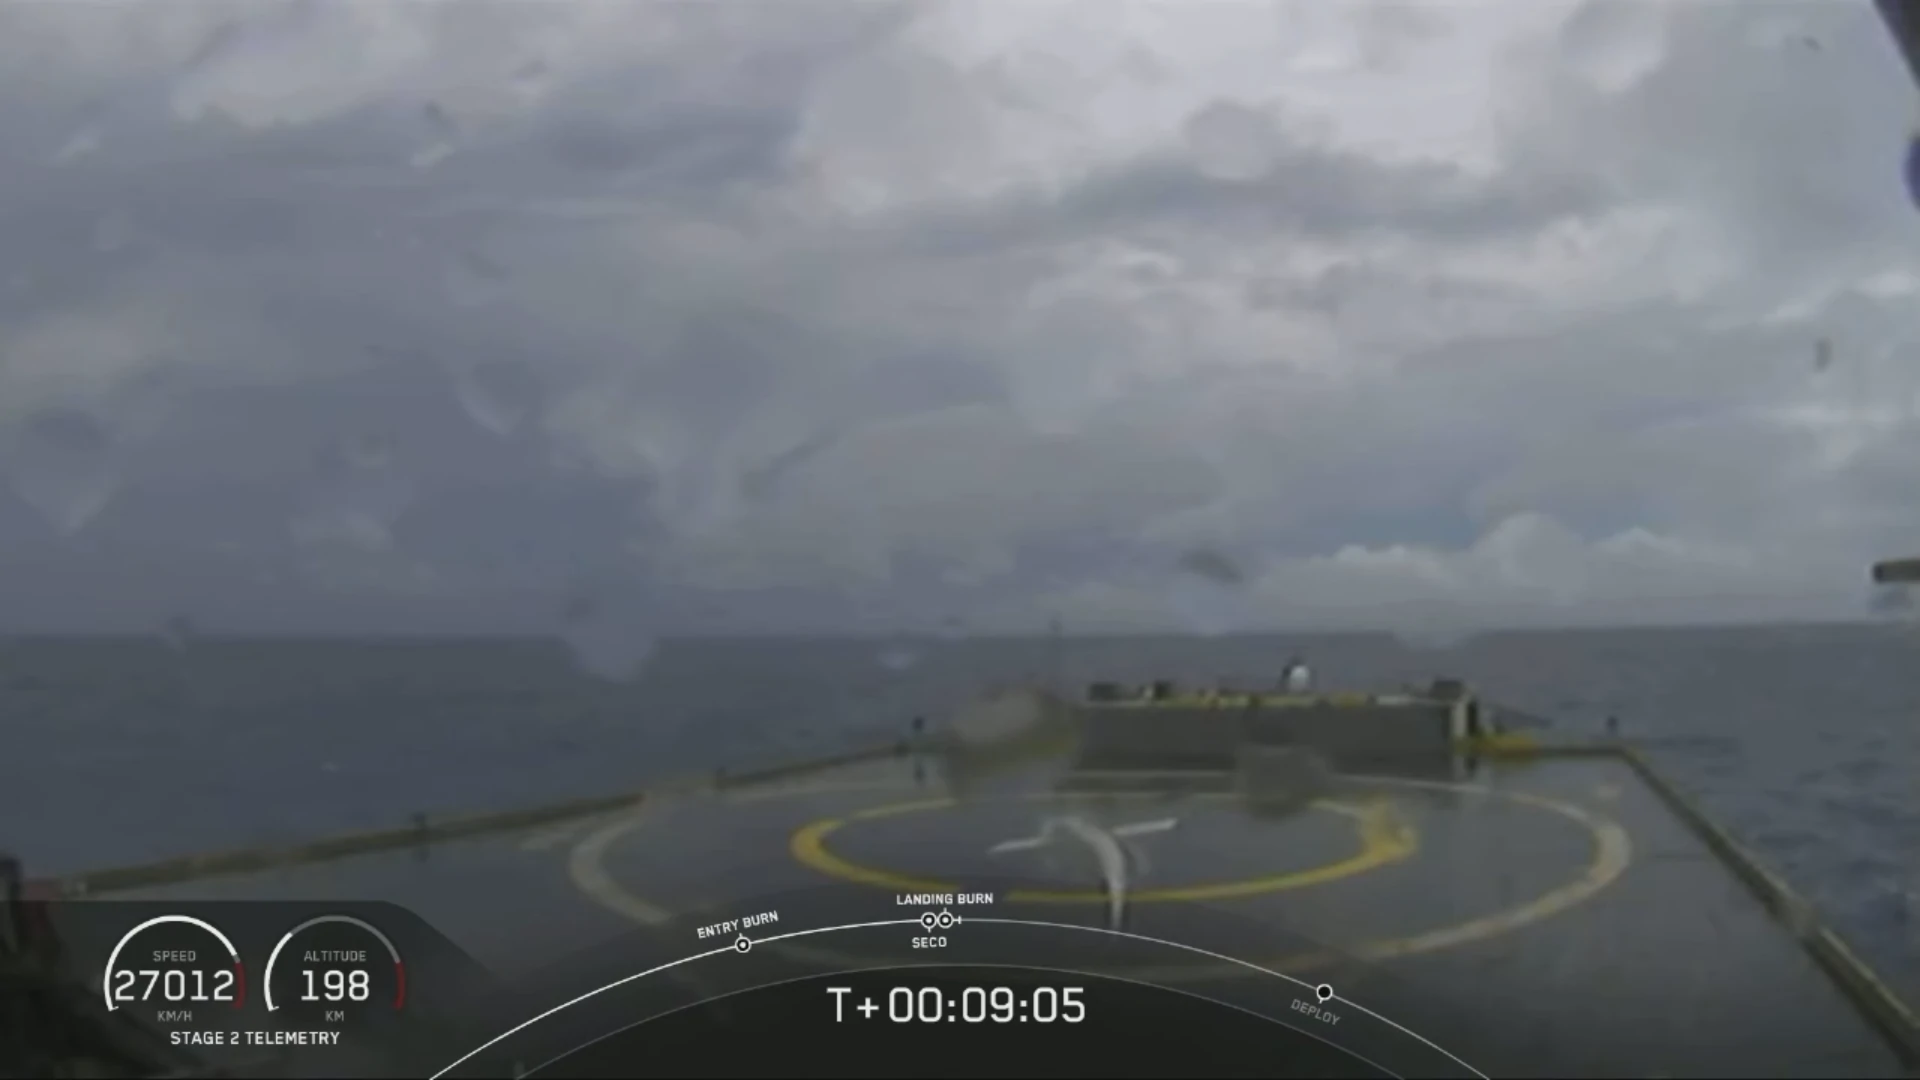 LANDING BURN
ENTRY BURN
SECO
SPEED
27012
KM/H
ALTITUDE
198
KM
STAGE 2 TELEMETRY
T+00:09:05
DEPLOY